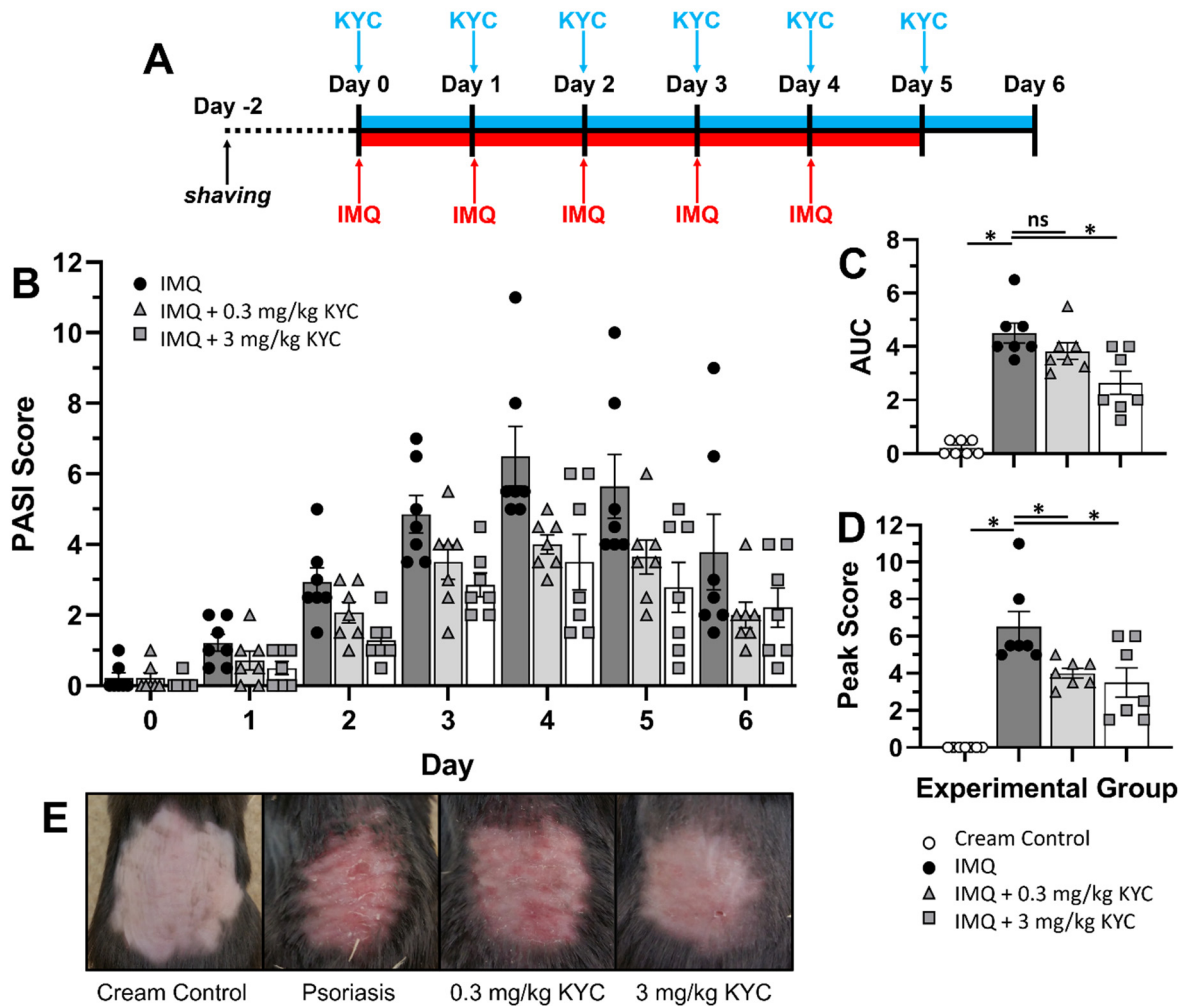 A
KYC KYC KYC KYC KYC KYC
Day -2 Day 0 Day 1 Day 2 Day 3 Day 4 Day 5 Day 6
shaving
IMQ IMQ IMQ IMQ IMQ
B
PASI Score
12
10
8
6
4
2
0
IMQ
IMQ + 0.3 mg/kg KYC
IMQ + 3 mg/kg KYC
0 1 2 3 4 5 6
Day
C
AUC
8
6
4
2
0
* ns *
D
Peak Score
12
10
8
6
4
2
0
* * *
Experimental Group
Cream Control
IMQ
IMQ + 0.3 mg/kg KYC
IMQ + 3 mg/kg KYC
E
Cream Control Psoriasis 0.3 mg/kg KYC 3 mg/kg KYC